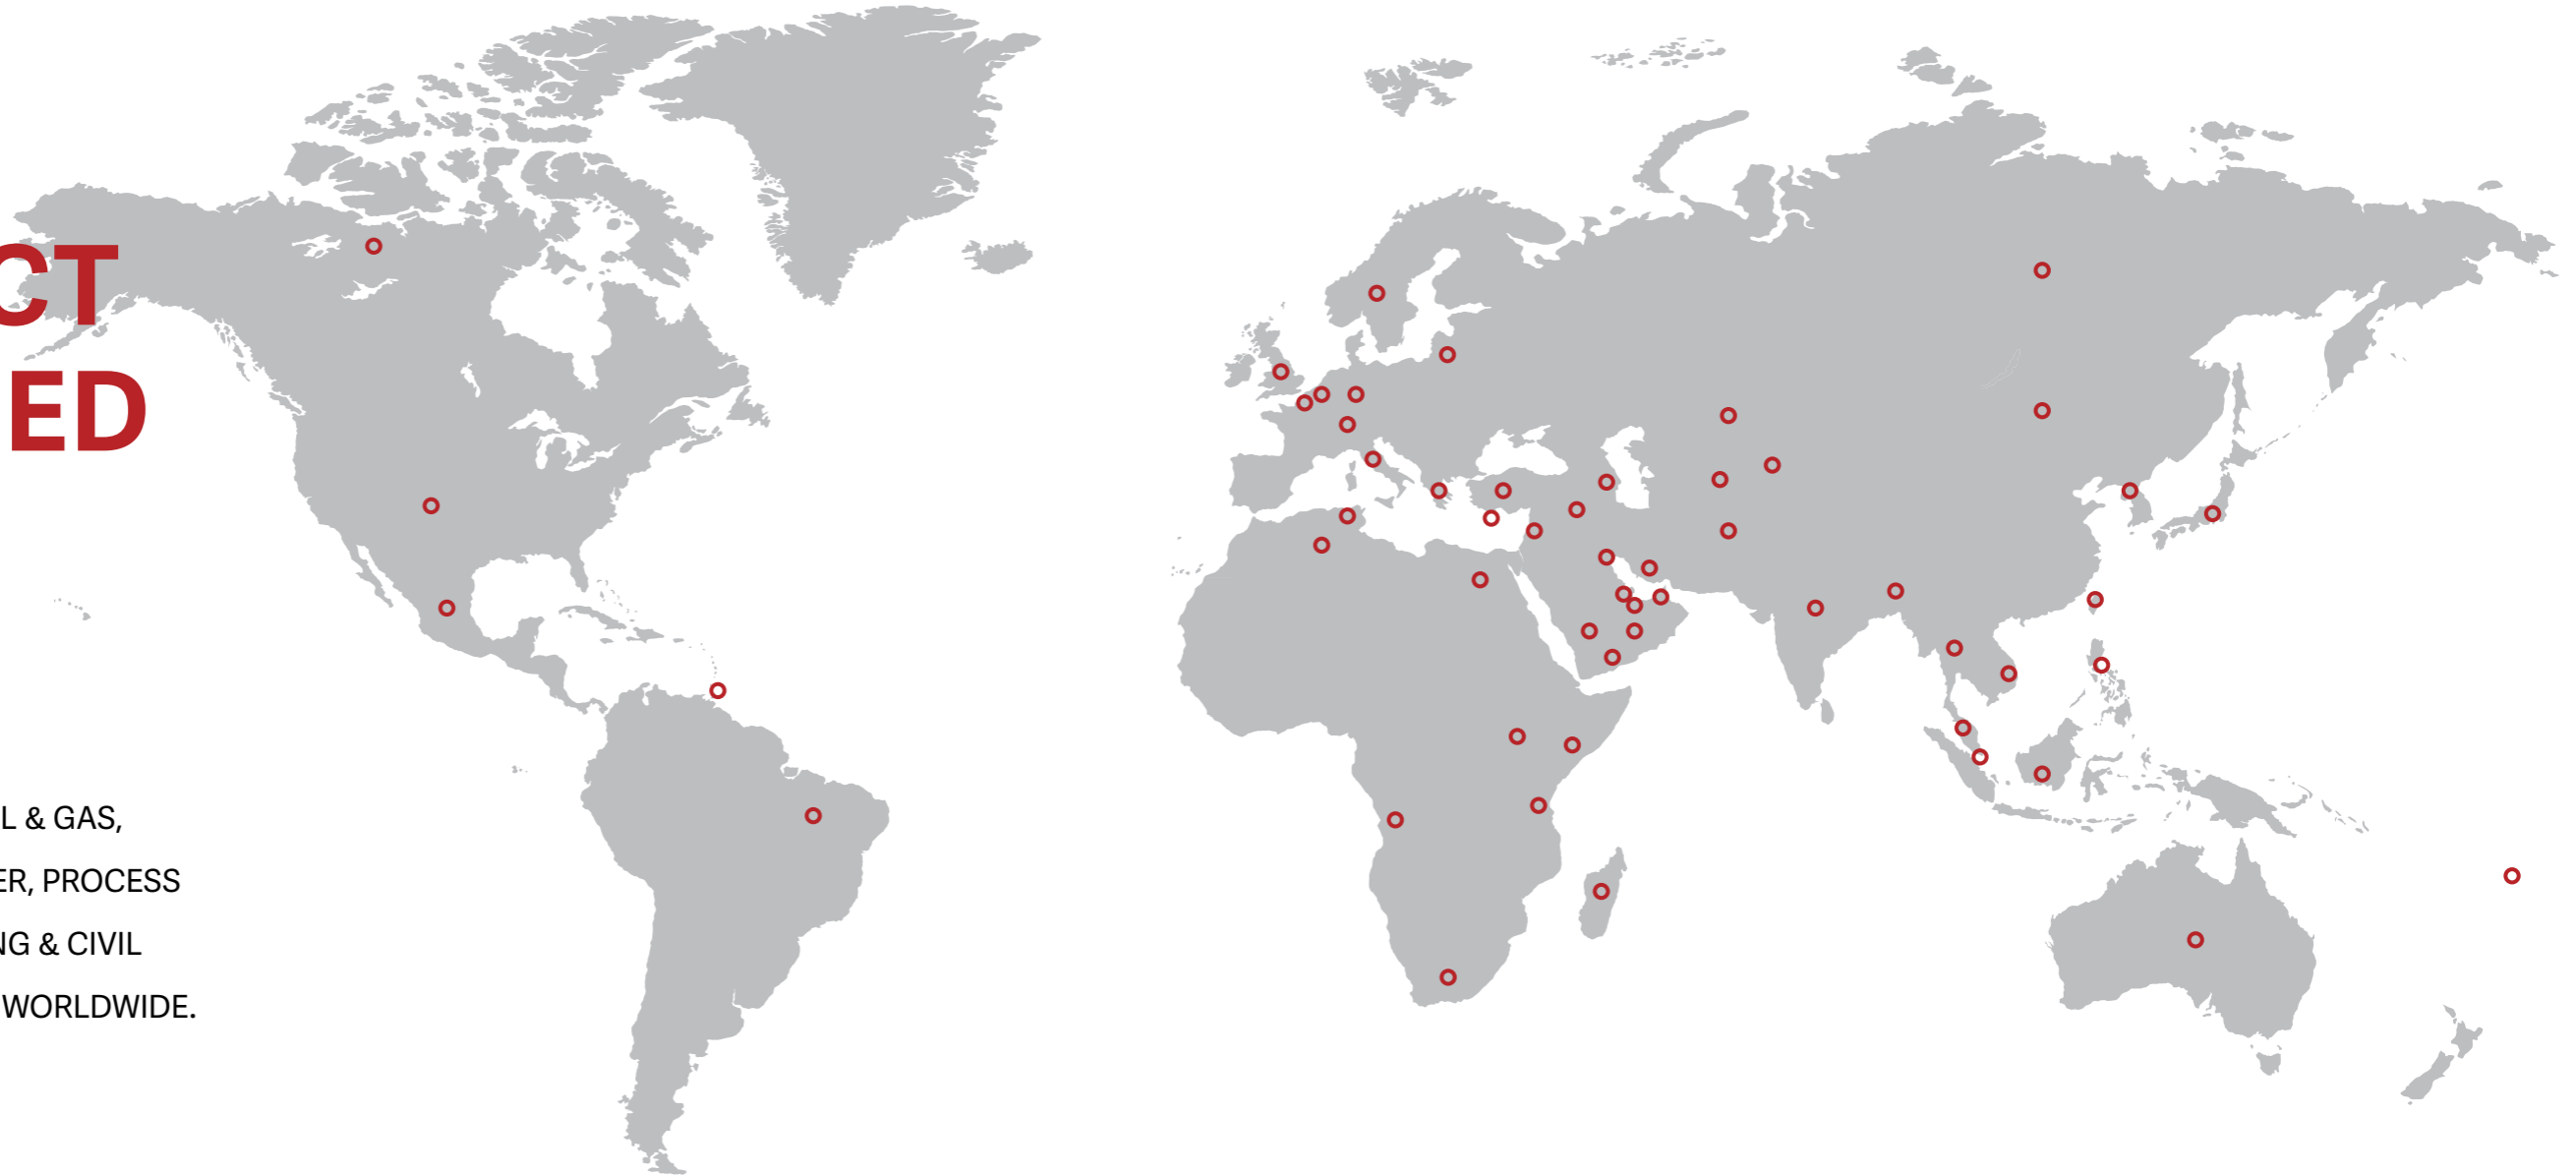 CT
ED
L & GAS,
ER, PROCESS
NG & CIVIL
WORLDWIDE.